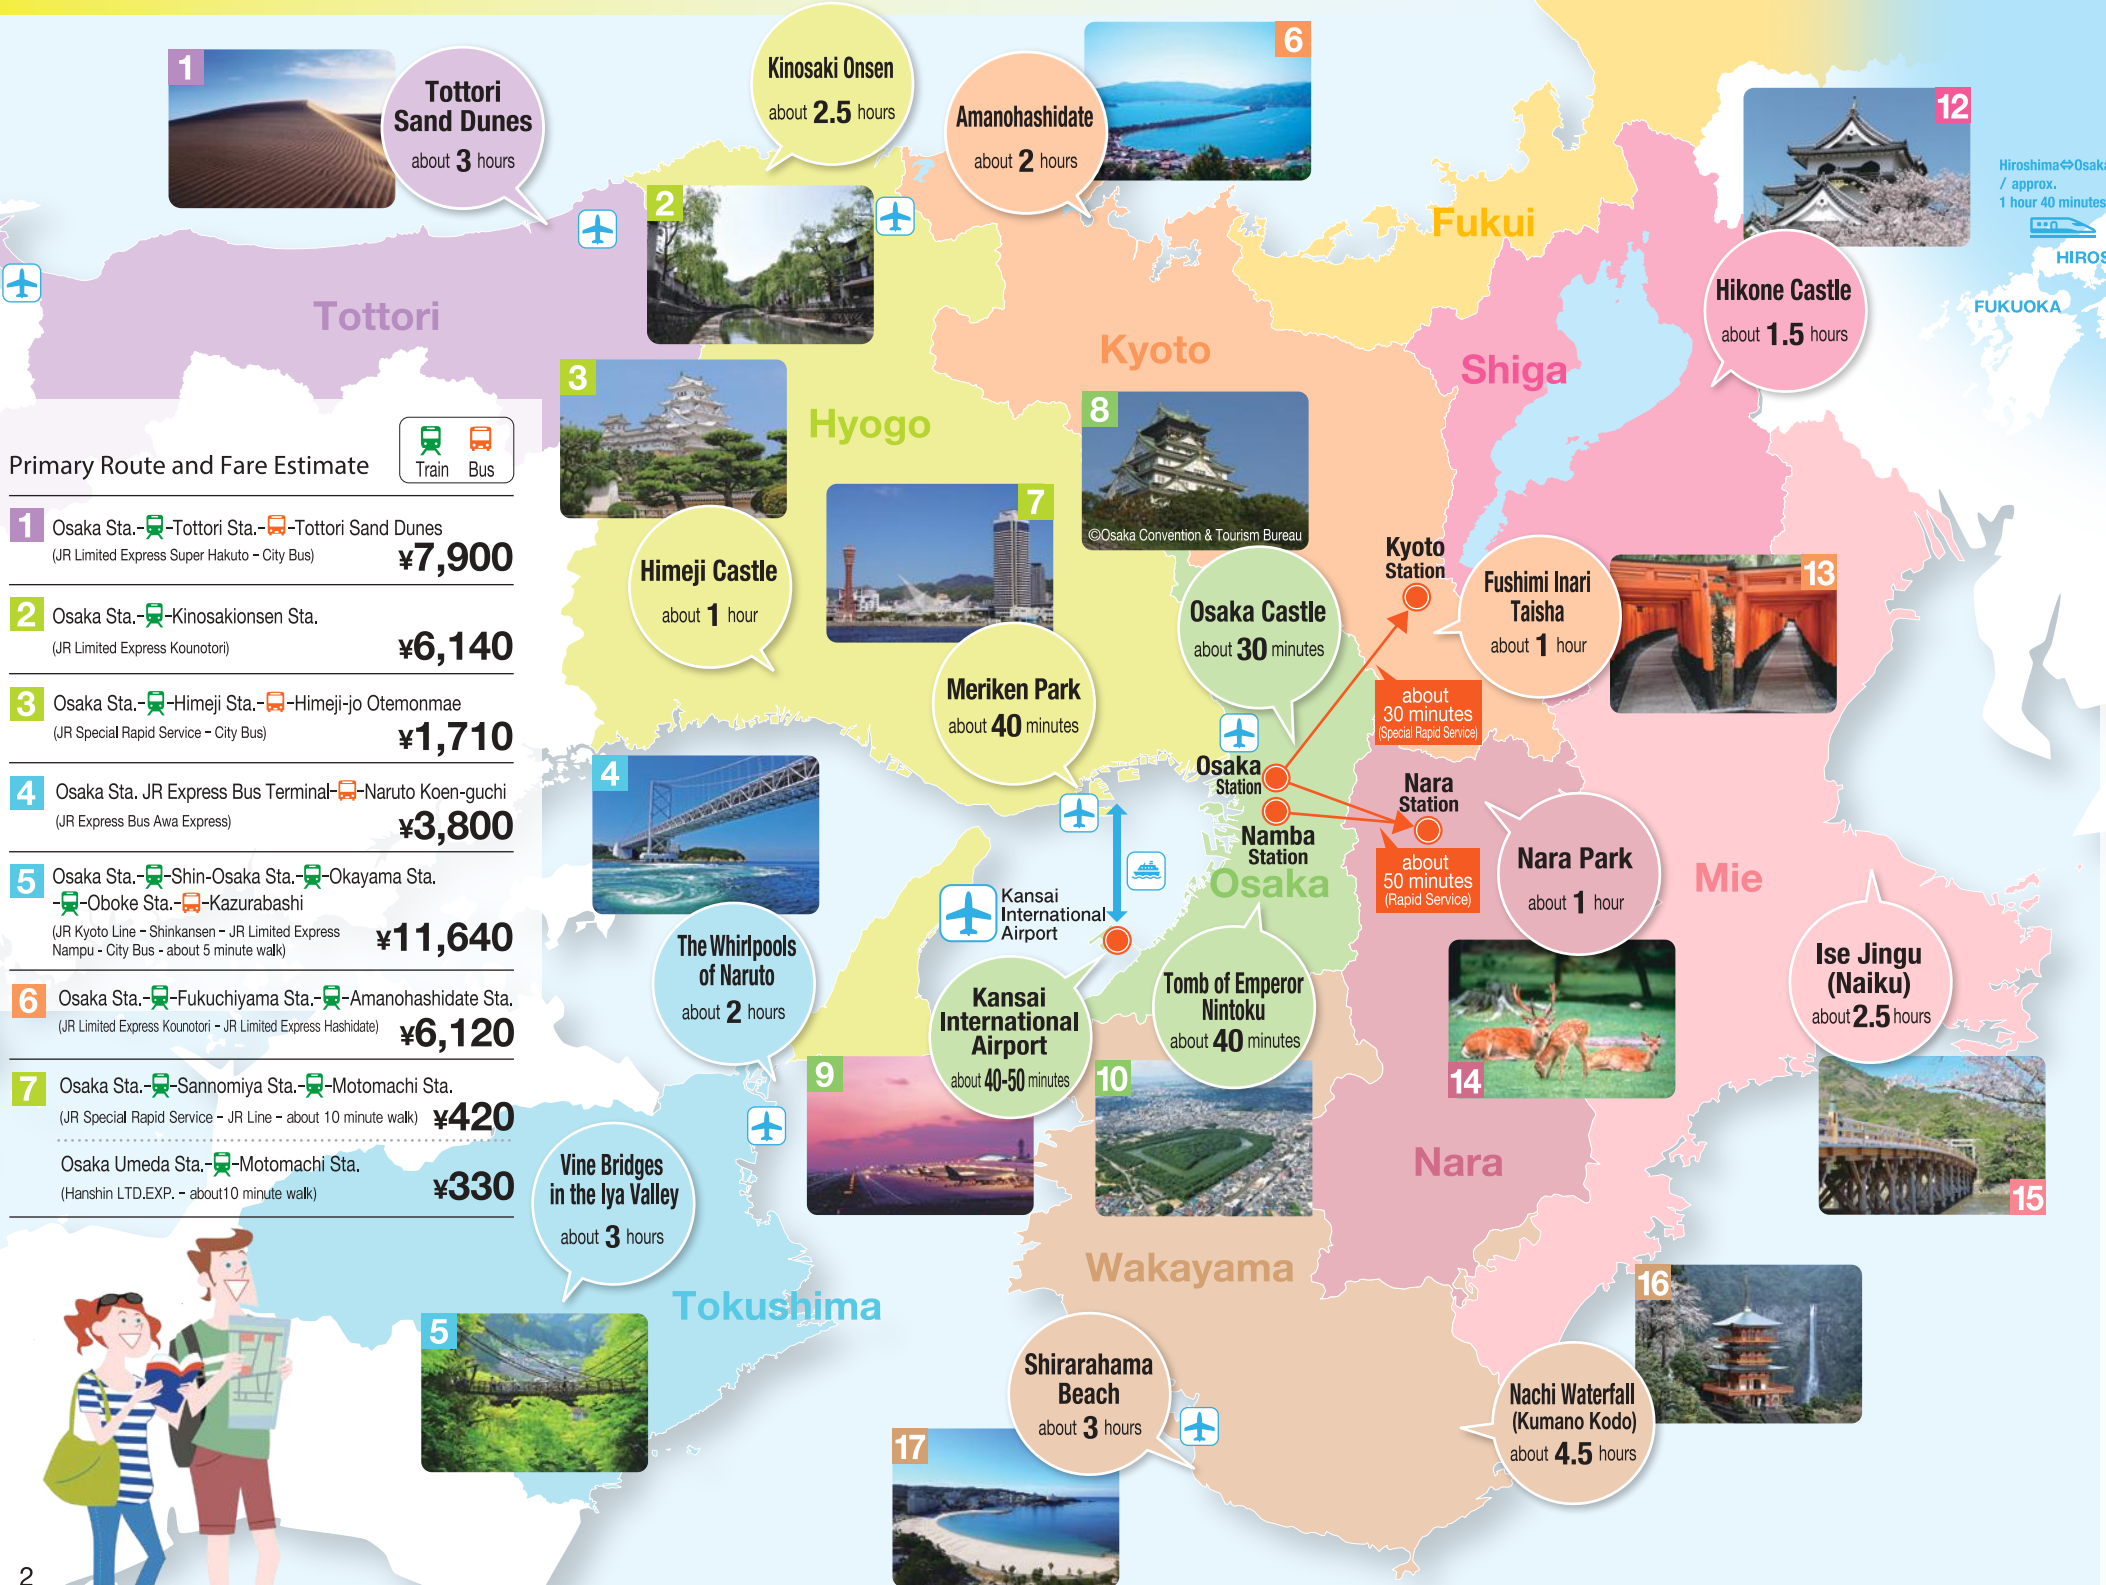 1
Tottori
Sand Dunes
about 3 hours
Kinosaki Onsen
about 2.5 hours
Amanohashidate
about 2 hours
6
12
Hiroshima⇔Osaka
/ approx.
1 hour 40 minutes
HIROS
FUKUOKA
2
Fukui
Hikone Castle
about 1.5 hours
Tottori
Kyoto
Shiga
3
Hyogo
8
©Osaka Convention & Tourism Bureau
7
Himeji Castle
about 1 hour
Osaka Castle
about 30 minutes
Kyoto
Station
Fushimi Inari
Taisha
about 1 hour
13
Meriken Park
about 40 minutes
about
30 minutes
(Special Rapid Service)
4
Osaka
Station
Nara
Station
Namba
Station
Osaka
about
50 minutes
(Rapid Service)
Nara Park
about 1 hour
Mie
Kansai
International
Airport
The Whirlpools
of Naruto
about 2 hours
Kansai
International
Airport
about 40-50 minutes
Tomb of Emperor
Nintoku
about 40 minutes
Ise Jingu
(Naiku)
about 2.5 hours
9
10
14
15
Vine Bridges
in the Iya Valley
about 3 hours
Nara
Wakayama
Tokushima
5
16
Shirarahama
Beach
about 3 hours
Nachi Waterfall
(Kumano Kodo)
about 4.5 hours
17
Primary Route and Fare Estimate
Train Bus
1 Osaka Sta.--Tottori Sta.--Tottori Sand Dunes
(JR Limited Express Super Hakuto - City Bus) ¥7,900
2 Osaka Sta.--Kinosakionsen Sta.
(JR Limited Express Kounotori) ¥6,140
3 Osaka Sta.--Himeji Sta.--Himeji-jo Otemonmae
(JR Special Rapid Service - City Bus) ¥1,710
4 Osaka Sta. JR Express Bus Terminal--Naruto Koen-guchi
(JR Express Bus Awa Express) ¥3,800
5 Osaka Sta.--Shin-Osaka Sta.--Okayama Sta.
--Oboke Sta.--Kazurabashi
(JR Kyoto Line - Shinkansen - JR Limited Express
Nampu - City Bus - about 5 minute walk) ¥11,640
6 Osaka Sta.--Fukuchiyama Sta.--Amanohashidate Sta.
(JR Limited Express Kounotori - JR Limited Express Hashidate) ¥6,120
7 Osaka Sta.--Sannomiya Sta.--Motomachi Sta.
(JR Special Rapid Service - JR Line - about 10 minute walk) ¥420
Osaka Umeda Sta.--Motomachi Sta.
(Hanshin LTD.EXP. - about10 minute walk) ¥330
2